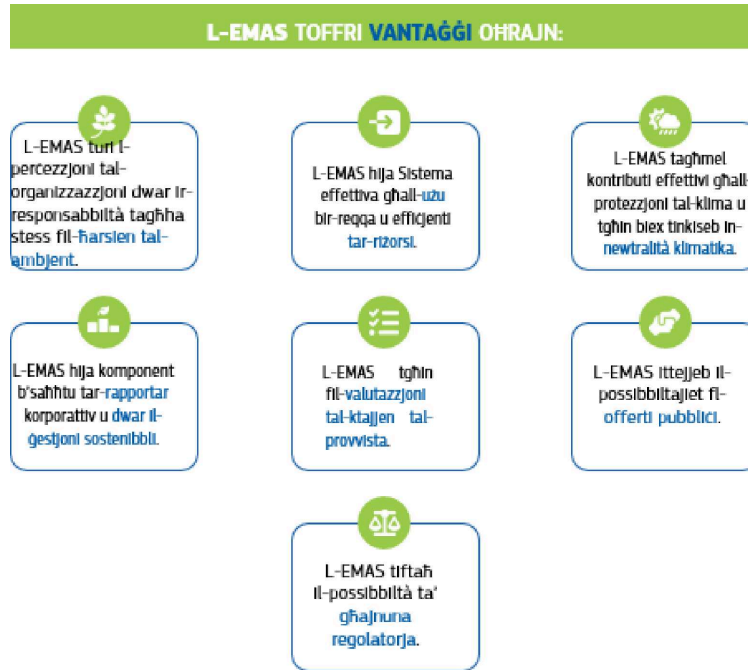 L-EMAS TOFFRI VANTAĠĠI OĦRAJN:
L-EMAS turi l-
perċezzjoni tal-
organizzazzjoni dwar ir-
responsabbiltà tagħha
stess fil-ħarsien tal-
ambjent.
L-EMAS hija Sistema
effettiva għall-użu
bir-reqqa u effiċjenti
tar-riżorsi.
L-EMAS tagħmel
kontributi effettivi għall-
protezzjoni tal-klima u
tgħin biex tinkiseb in-
newtralità klimatika.
L-EMAS hija komponent
b'saħħtu tar-rapportar
korporattiv u dwar il-
ġestjoni sostenibbli.
L-EMAS tgħin
fil-valutazzjoni
tal-ktajjen tal-
provvista.
L-EMAS ittejjeb il-
possibbiltajiet fl-
offerti pubbliċi.
L-EMAS tiftaħ
il-possibbiltà ta'
għajnuna
regolatorja.